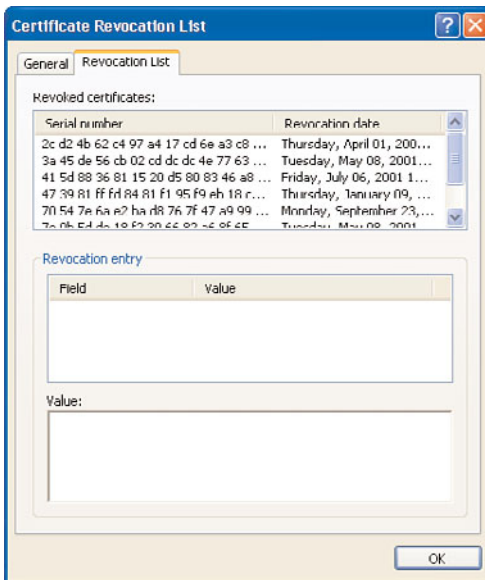 Certificate Revocation List
General Revocation List
Revoked certificates:
Serial number Revocation date
2c d2 4b 62 c4 97 a4 17 cd 6e a3 c8 ... Thursday, April 01, 200...
3a 45 de 56 cb 02 cd dc dc 4e 77 63 ... Tuesday, May 08, 2001...
41 5d 88 36 81 15 20 d5 80 83 46 a8 ... Friday, July 06, 2001 1...
47 39 81 ff fd 84 81 f1 95 f9 eb 18 c... Thursday, January 09, ...
70 54 7e 6a e2 ba d8 76 7f 47 a9 99 ... Monday, September 23,...
Tuesday, May 08, 2001
Revocation entry
Field Value
Value:
OK